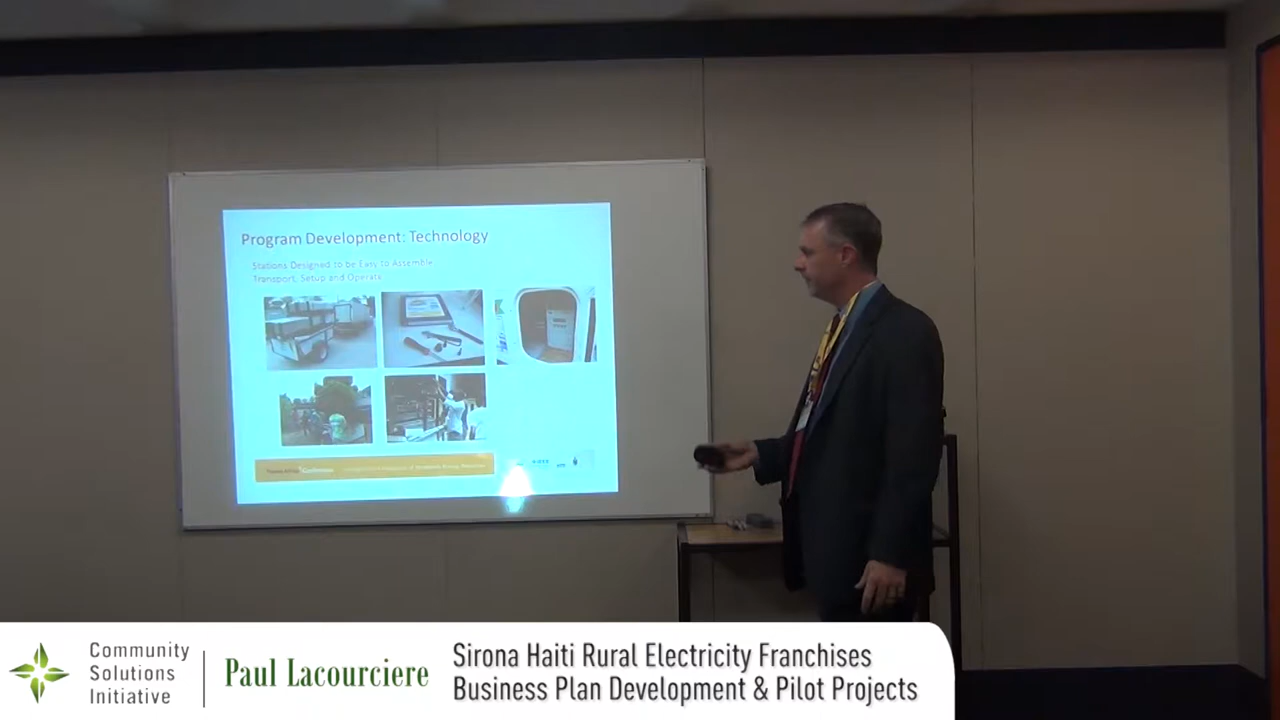 Program Development: Technology
Stations Designed to be Easy to Assemble
Transport, Setup and Operate
Community
Solutions
Initiative
Paul Lacourciere
Sirona Haiti Rural Electricity Franchises
Business Plan Development & Pilot Projects